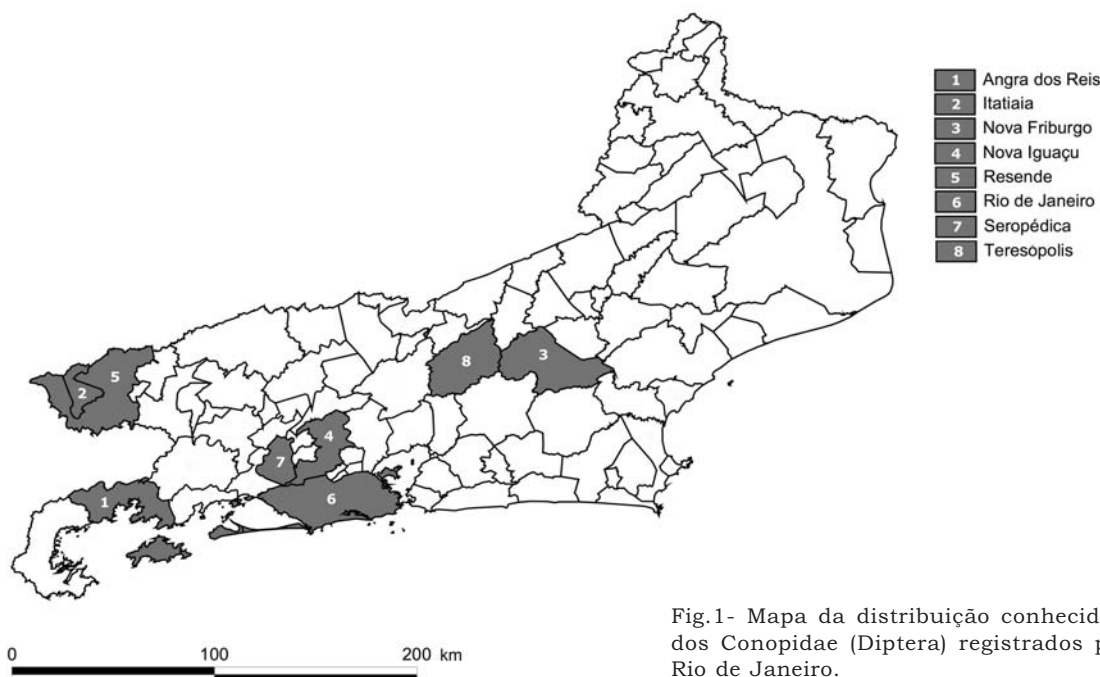 1 Angra dos Reis
2 Itatiaia
3 Nova Friburgo
4 Nova Iguaçu
5 Resende
6 Rio de Janeiro
7 Seropédica
8 Teresópolis
5
2
8
3
4
7
6
1
0 100 200 km
Fig.1- Mapa da distribuição conhecid
dos Conopidae (Diptera) registrados p
Rio de Janeiro.